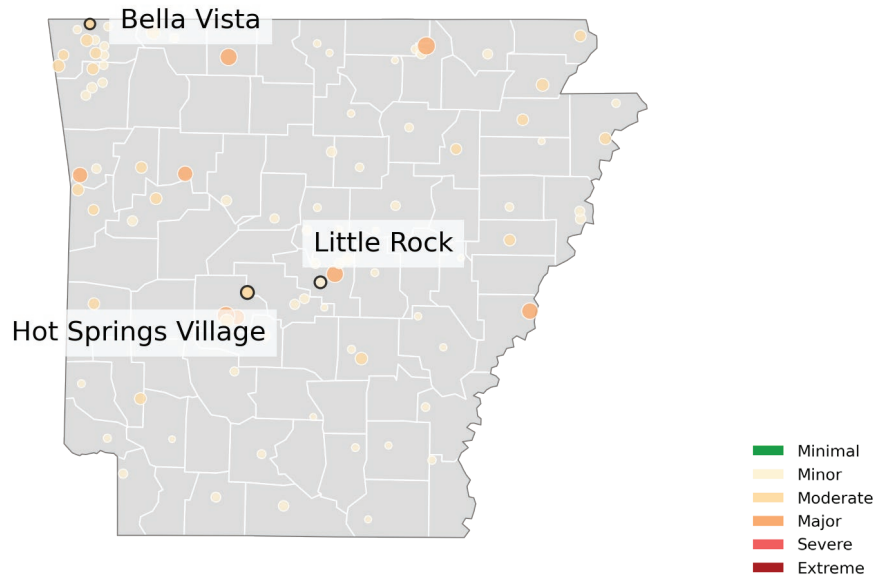 Bella Vista
Little Rock
Hot Springs Village
Minimal
Minor
Moderate
Major
Severe
Extreme